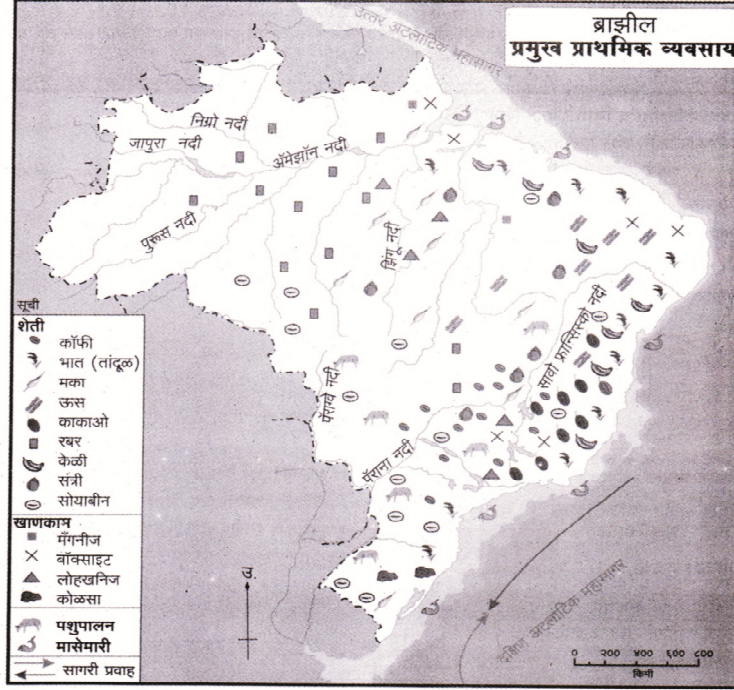 ब्राझील
प्रमुख प्राथमिक व्यवसाय
उत्तर अटलांटिक महासागर
निग्रो नदी
जापुरा नदी
ॲमेझॉन नदी
पुरूस नदी
झिंगू नदी
सावो फ्रान्सिस्को नदी
पॅराग्वे नदी
पॅराना नदी
दक्षिण अटलांटिक महासागर
सूची
शेती
कॉफी
भात (तांदूळ)
मका
ऊस
काकाओ
रबर
केळी
संत्री
सोयाबीन
खाणकाम
मँगनीज
बॉक्साइट
लोहखनिज
कोळसा
पशुपालन
मासेमारी
सागरी प्रवाह
उ.
० २०० ४०० ६०० ८००
किमी